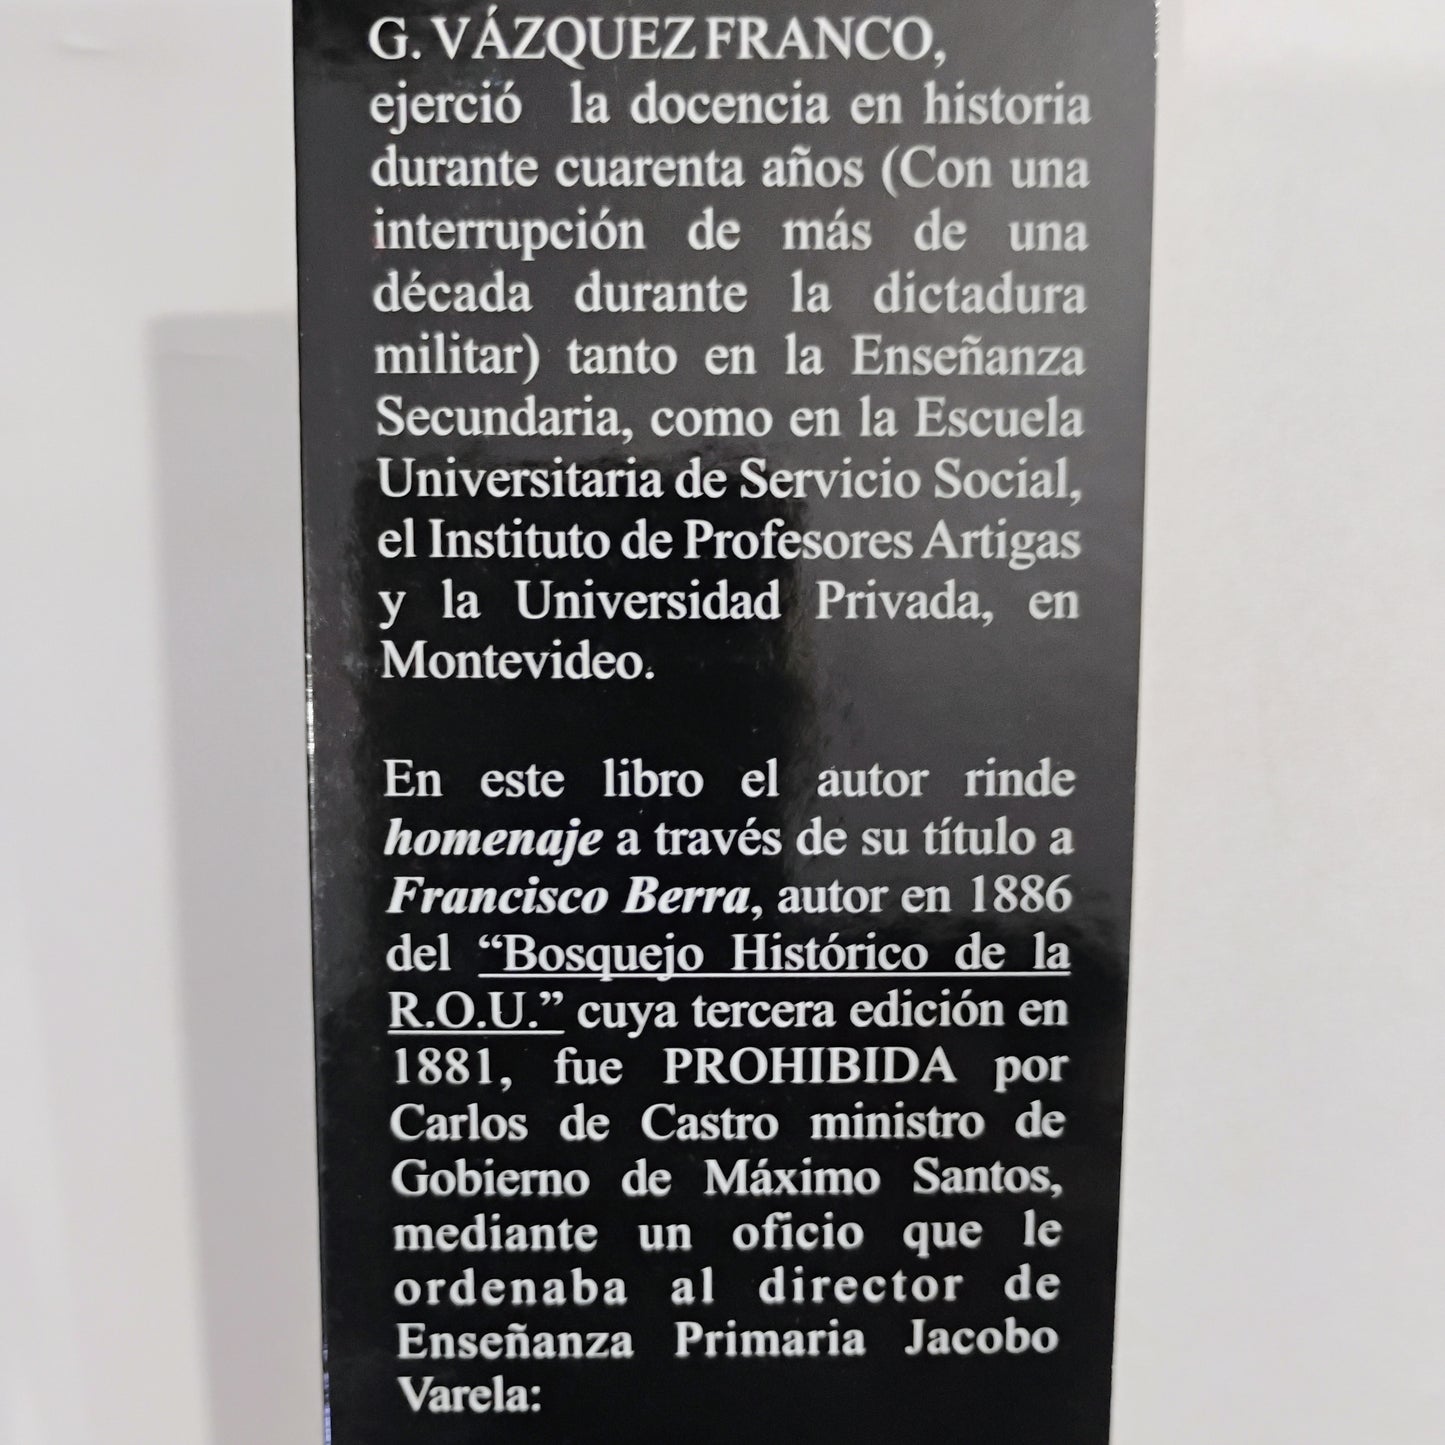 G. VÁZQUEZ FRANCO,
ejerció la docencia en historia
durante cuarenta años (Con una
interrupción de más de una
década durante la dictadura
militar) tanto en la Enseñanza
Secundaria, como en la Escuela
Universitaria de Servicio Social,
el Instituto de Profesores Artigas
y la Universidad Privada, en
Montevideo.
En este libro el autor rinde
homenaje a través de su título a
Francisco Berra, autor en 1886
del “Bosquejo Histórico de la
R.O.U.” cuya tercera edición en
1881, fue PROHIBIDA por
Carlos de Castro ministro de
Gobierno de Máximo Santos,
mediante un oficio que le
ordenaba al director de
Enseñanza Primaria Jacobo
Varela: